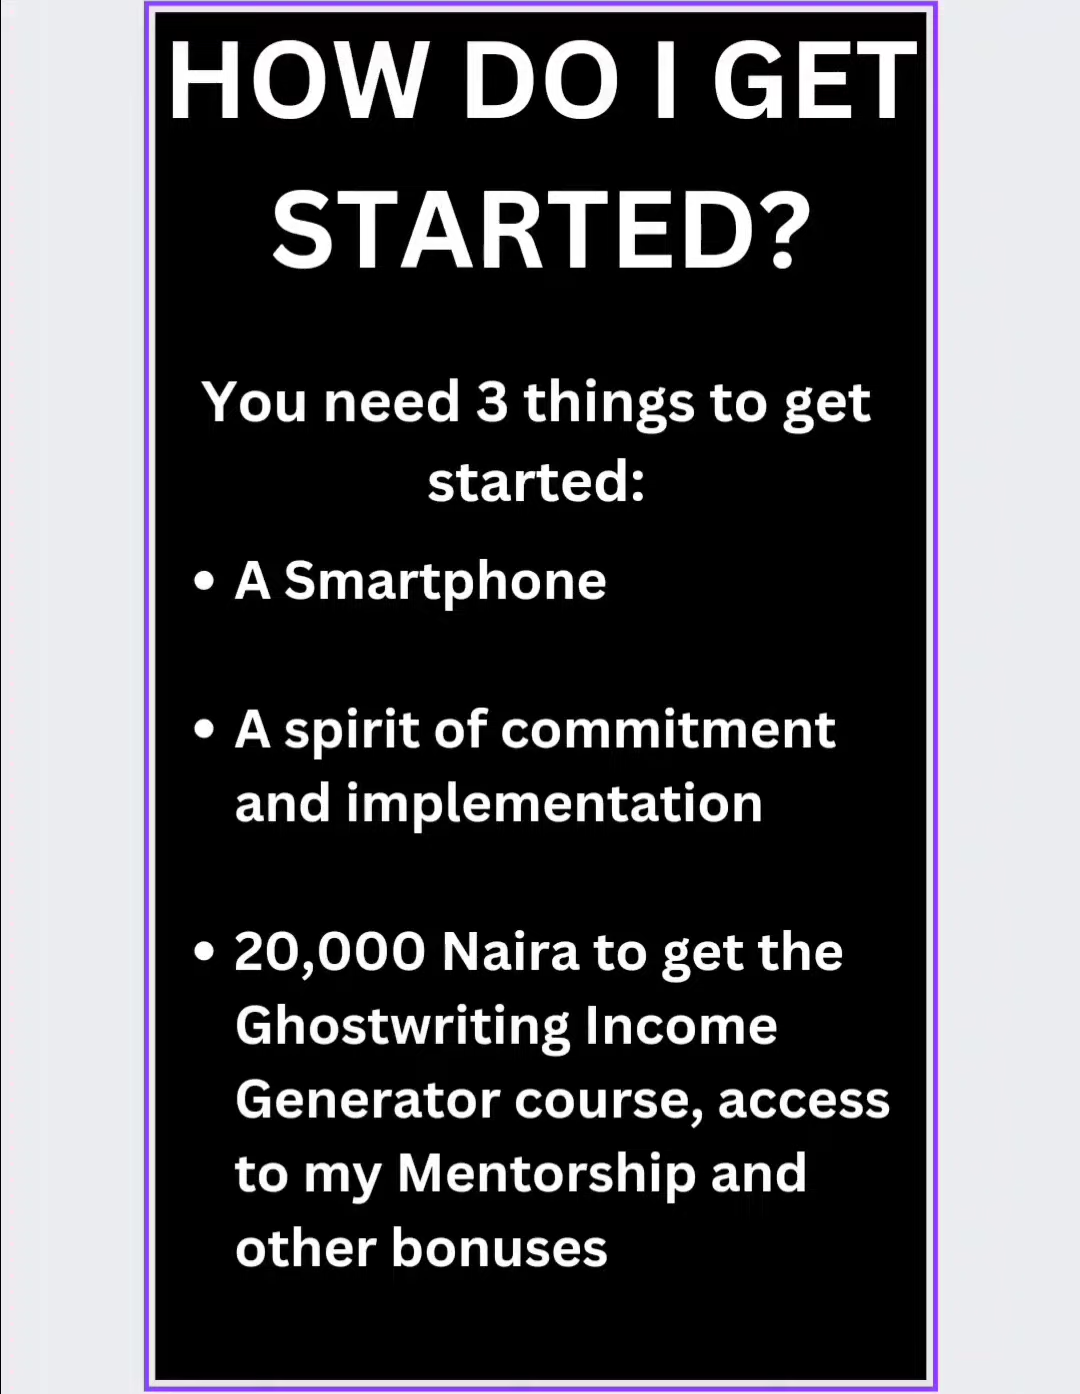 HOW DO I GET
STARTED?
You need 3 things to get
started:
• A Smartphone
• A spirit of commitment
and implementation
• 20,000 Naira to get the
Ghostwriting Income
Generator course, access
to my Mentorship and
other bonuses